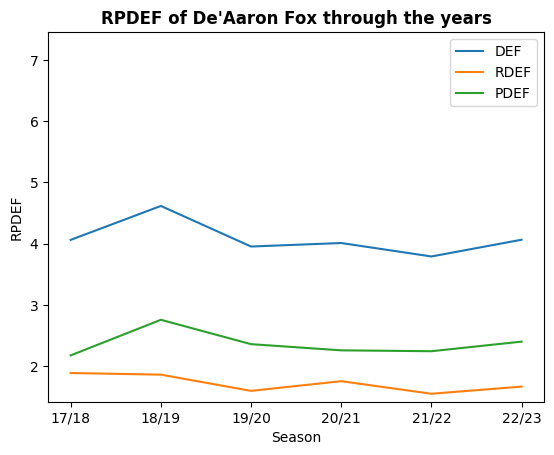 RPDEF of De'Aaron Fox through the years
DEF
RDEF
PDEF
7
6
5
4
3
2
RPDEF
17/18 18/19 19/20 20/21 21/22 22/23
Season